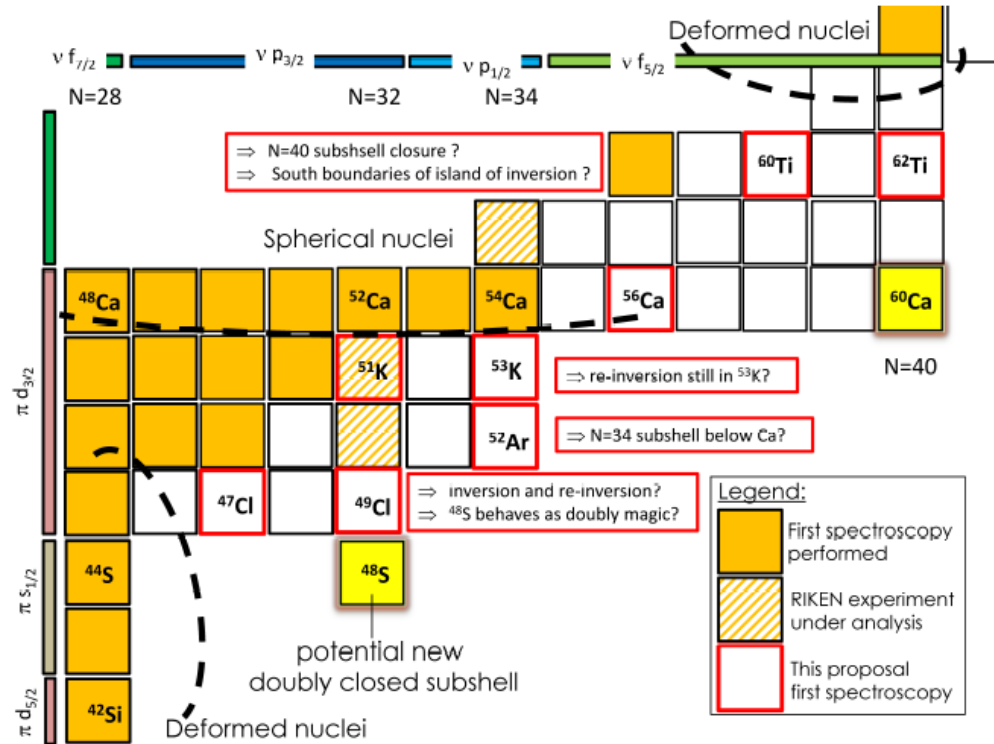 Deformed nuclei
ν f7/2
ν p3/2
ν p1/2
ν f5/2
N=28
N=32
N=34
⇒ N=40 subshsell closure ?
⇒ South boundaries of island of inversion ?
60Ti
62Ti
Spherical nuclei
48Ca
52Ca
54Ca
56Ca
60Ca
π d3/2
51K
53K
⇒ re-inversion still in 53K?
N=40
52Ar
⇒ N=34 subshell below Ca?
47Cl
49Cl
⇒ inversion and re-inversion?
⇒ 48S behaves as doubly magic?
Legend:
First spectroscopy
performed
RIKEN experiment
under analysis
This proposal
first spectroscopy
π s1/2
44S
48S
potential new
doubly closed subshell
π d5/2
42Si
Deformed nuclei